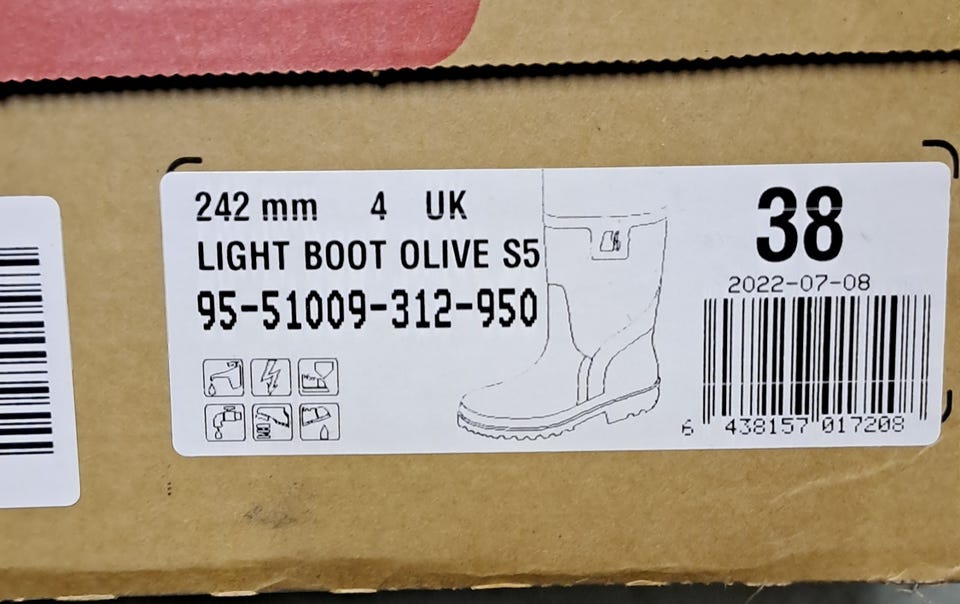 242 mm 4 UK
LIGHT BOOT OLIVE S5
95-51009-312-950
38
2022-07-08
6 438157 017208